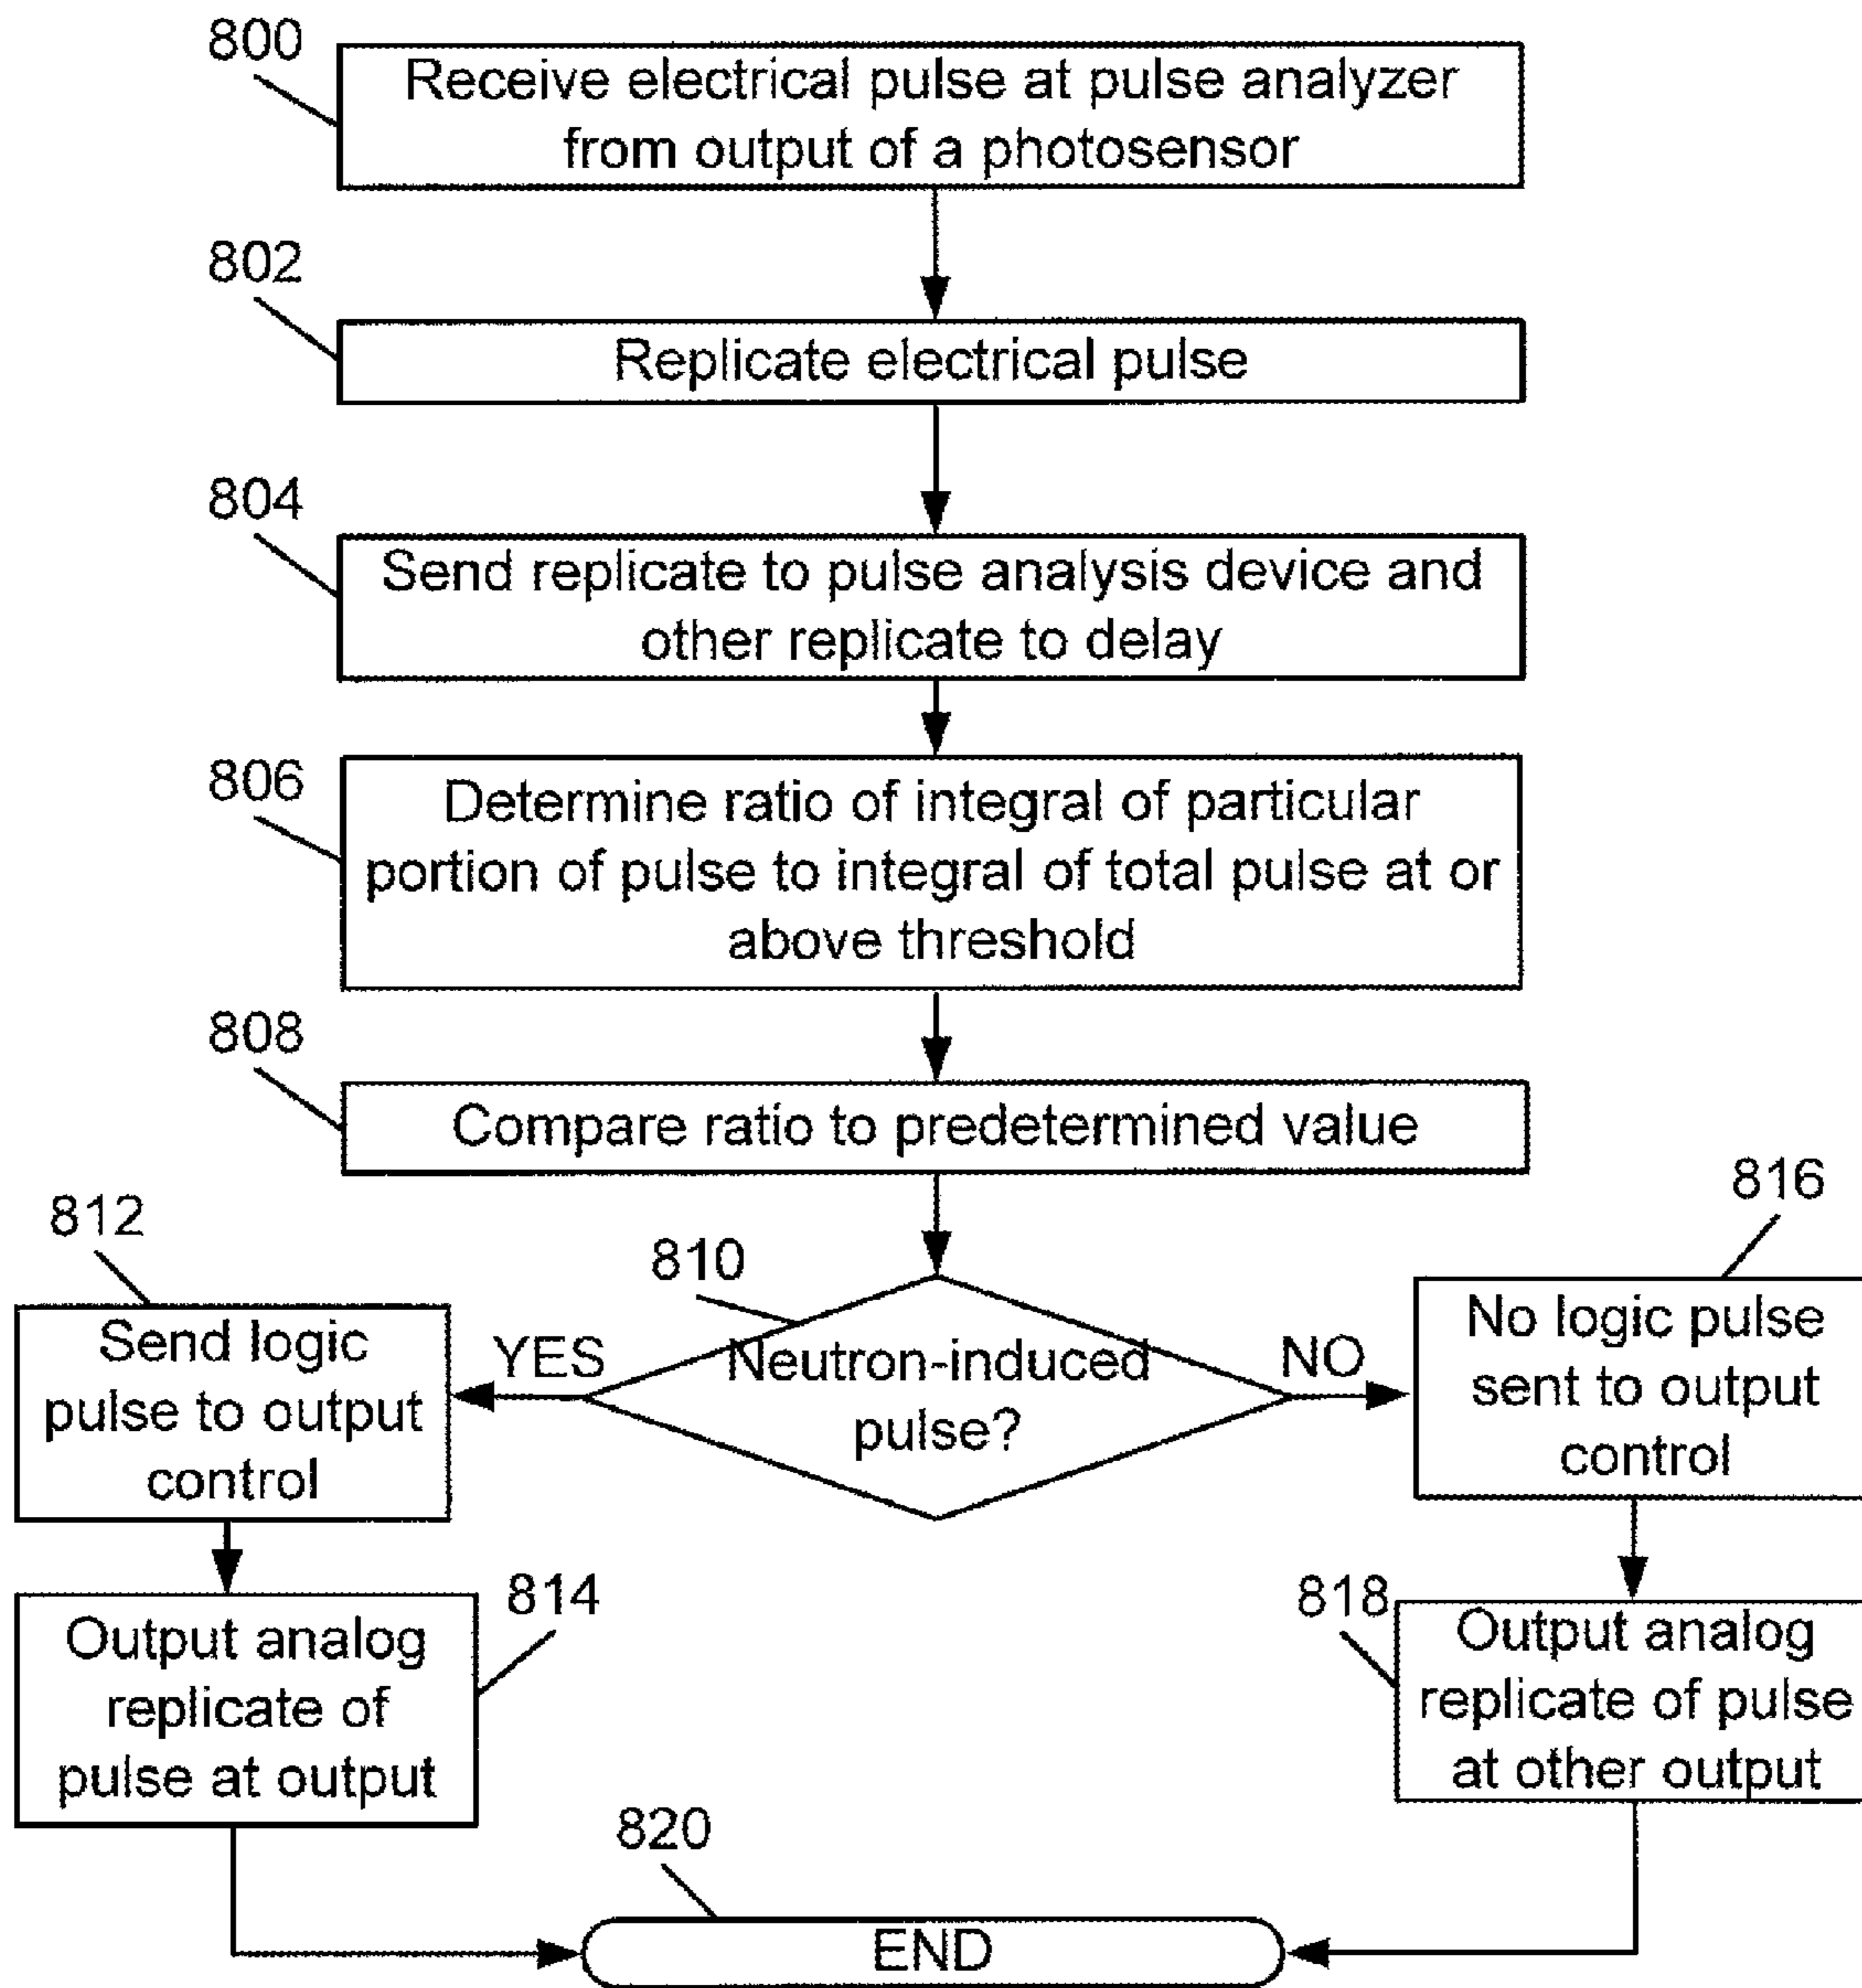 800
Receive electrical pulse at pulse analyzer
from output of a photosensor
802
Replicate electrical pulse
804
Send replicate to pulse analysis device and
other replicate to delay
806
Determine ratio of integral of particular
portion of pulse to integral of total pulse at or
above threshold
808
Compare ratio to predetermined value
810
Neutron-induced
pulse?
YES
812
Send logic
pulse to output
control
814
Output analog
replicate of
pulse at output
NO
816
No logic pulse
sent to output
control
818
Output analog
replicate of pulse
at other output
820
END